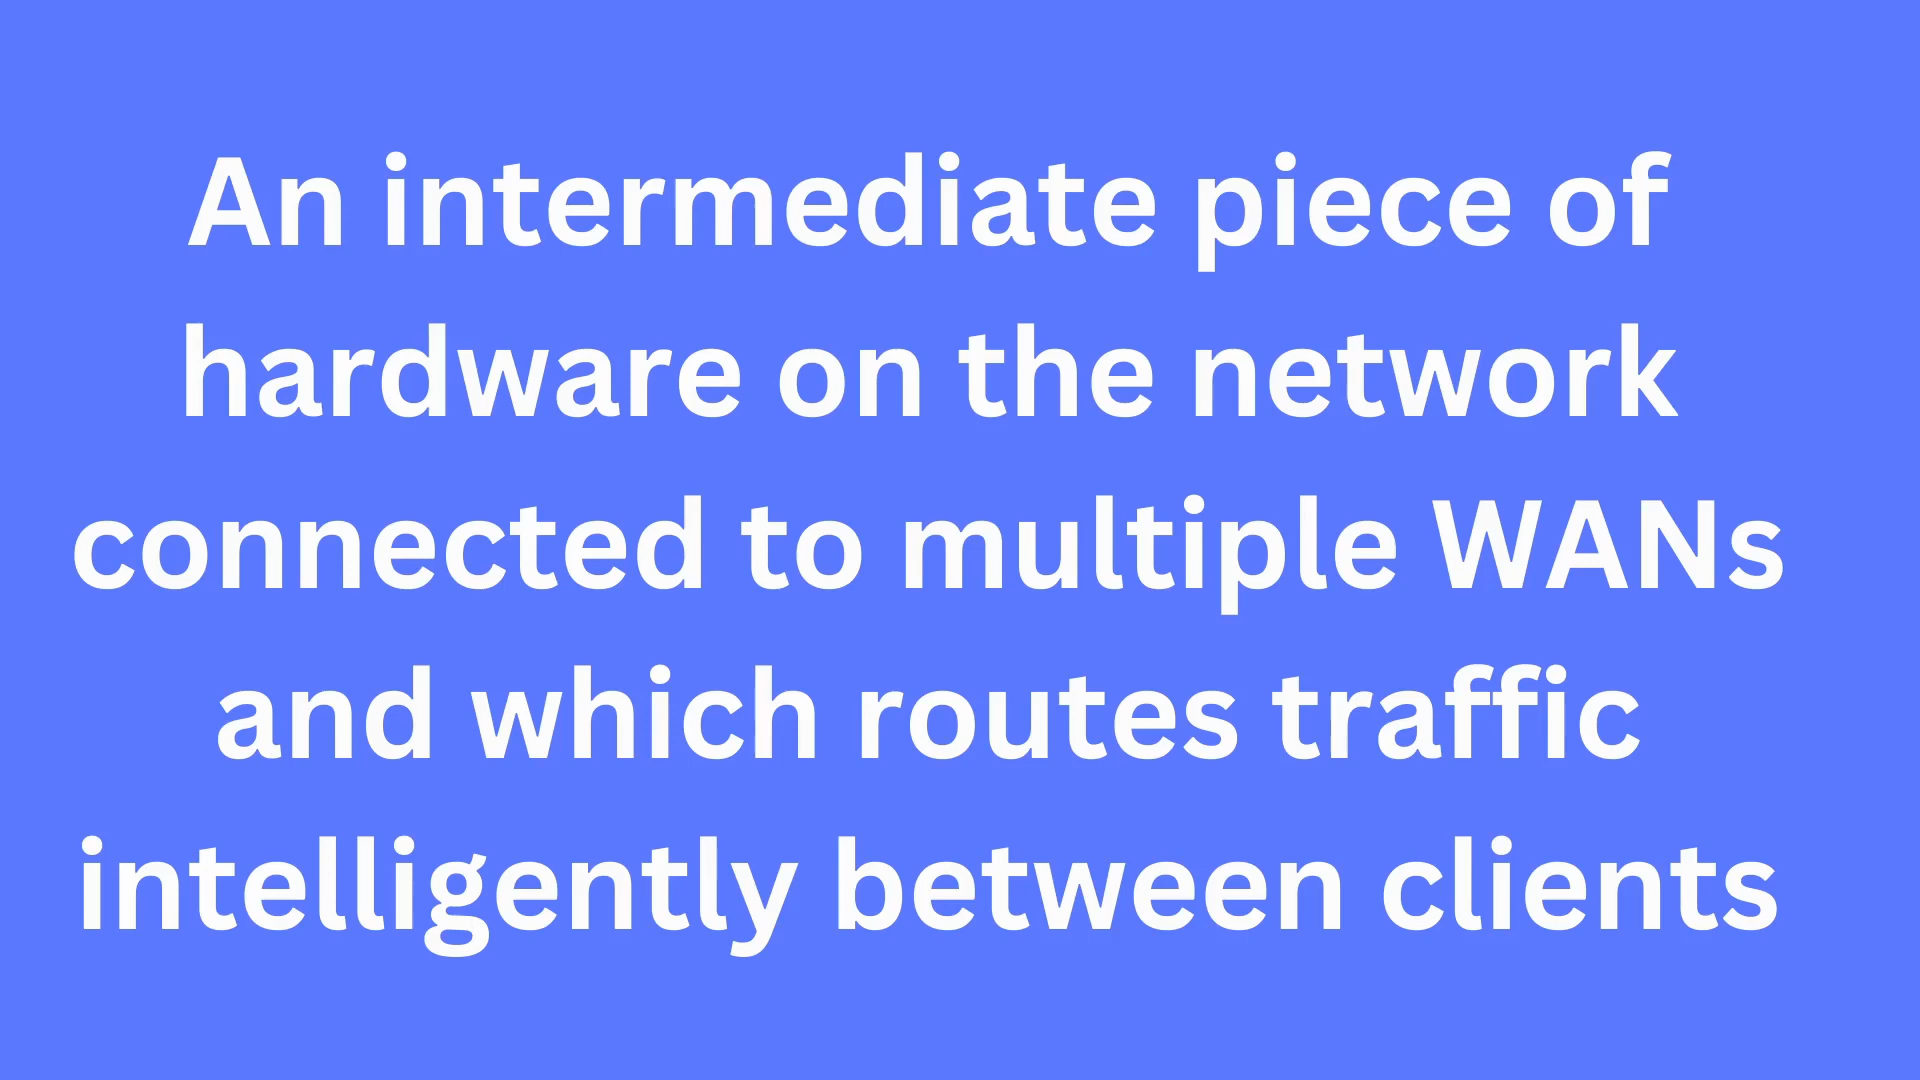 An intermediate piece of
hardware on the network
connected to multiple WANs
and which routes traffic
intelligently between clients